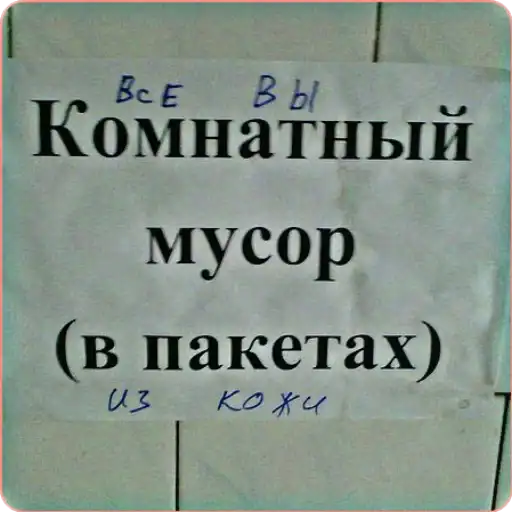 ВСЕ ВЫ
Комнатный
мусор
(в пакетах)
из кожи